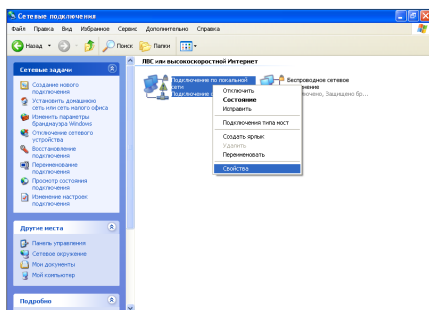 Сетевые подключения
Файл Правка Вид Избранное Сервис Дополнительно Справка
Назад Поиск Папки
ЛВС или высокоскоростной Интернет
Сетевые задачи
Создание нового подключения
Установить домашнюю сеть или сеть малого офиса
Изменить параметры брандмауэра Windows
Отключение сетевого устройства
Восстановление подключения
Переименование подключения
Просмотр состояния подключения
Изменение настроек подключения
Другие места
Панель управления
Сетевое окружение
Мои документы
Мой компьютер
Подробно
Подключение по локальной сети
Подключение
Беспроводное сетевое
Защищено бр...
Отключить
Состояние
Исправить
Подключения типа мост
Создать ярлык
Удалить
Переименовать
Свойства